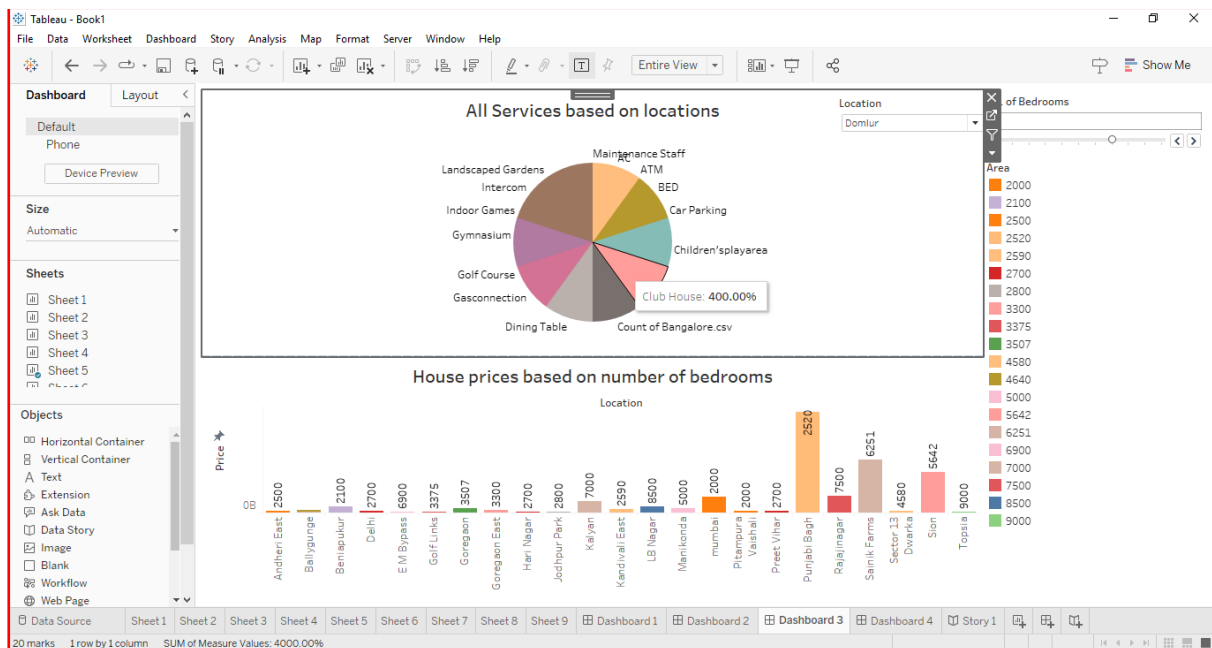 Tableau - Book1
File Data Worksheet Dashboard Story Analysis Map Format Server Window Help
Entire View
Show Me
Dashboard Layout
Default
Phone
Device Preview
Size
Automatic
Sheets
Sheet 1
Sheet 2
Sheet 3
Sheet 4
Sheet 5
Objects
Horizontal Container
Vertical Container
Text
Extension
Ask Data
Data Story
Image
Blank
Workflow
Web Page
All Services based on locations
Location
Domlur
Maintenance Staff
AC
Landscaped Gardens
ATM
Intercom
BED
Indoor Games
Car Parking
Gymnasium
Children'splayarea
Golf Course
Gasconnection
Club House: 400.00%
Dining Table
Count of Bangalore.csv
of Bedrooms
Area
2000
2100
2500
2520
2590
2700
2800
3300
3375
3507
4580
4640
5000
5642
6251
6900
7000
7500
8500
9000
House prices based on number of bedrooms
Location
Price
0B
2500
2100
2700
6900
3375
3507
3300
2700
2800
7000
2590
8500
5000
2000
2000
2700
2520
7500
6251
4580
5642
9000
Andheri East
Ballygunge
Beniapukur
Delhi
E M Bypass
Golf Links
Goregaon
Goregaon East
Hari Nagar
Jodhpur Park
Kalyan
Kandivali East
LB Nagar
Manikonda
mumbai
Pitampura
Vaishali
Preet Vihar
Punjabi Bagh
Rajajinagar
Sainik Farms
Sector 13
Dwarka
Sion
Topsia
Data Source Sheet 1 Sheet 2 Sheet 3 Sheet 4 Sheet 5 Sheet 6 Sheet 7 Sheet 8 Sheet 9 Dashboard 1 Dashboard 2 Dashboard 3 Dashboard 4 Story 1
20 marks 1 row by 1 column SUM of Measure Values: 4000.00%